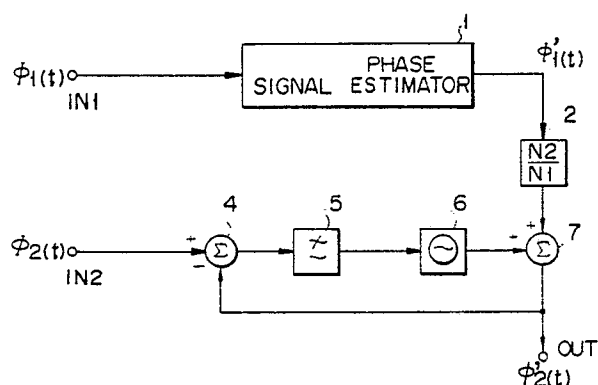 1
ϕ1(t)
IN1
PHASE
SIGNAL ESTIMATOR
ϕ'1(t)
2
N2
N1
4
5
6
7
ϕ2(t)
IN2
+
−
Σ
≁
~
−
+
Σ
OUT
ϕ'2(t)